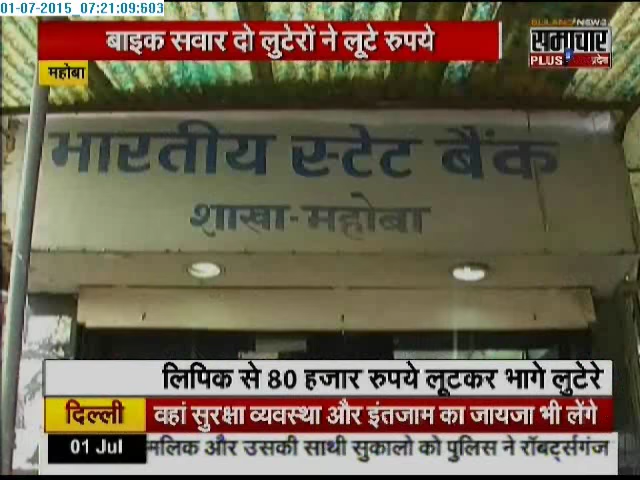 01-07-2015 07:21:09:603
बाइक सवार दो लुटेरों ने लूटे रुपये
समाचार
PLUS
प्रदेश
महोबा
भारतीय स्टेट बैंक
शाखा-महोबा
लिपिक से 80 हजार रुपये लूटकर भागे लुटेरे
दिल्ली वहां सुरक्षा व्यवस्था और इंतजाम का जायजा भी लेंगे
01 Jul मलिक और उसकी साथी सुकालो को पुलिस ने रॉबर्ट्सगंज